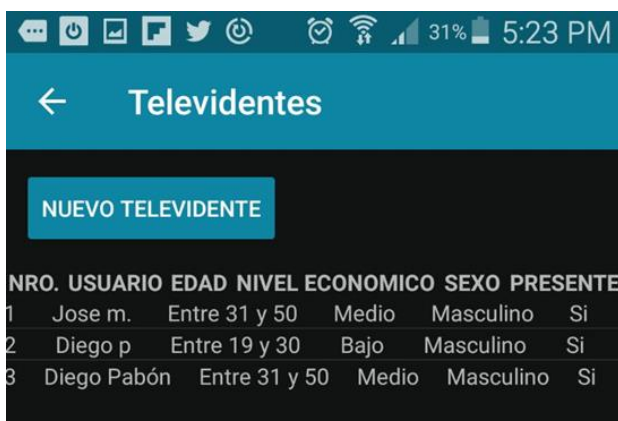 31% 5:23 PM
Televidentes
NUEVO TELEVIDENTE
NRO. USUARIO EDAD NIVEL ECONOMICO SEXO PRESENTE
1 Jose m. Entre 31 y 50 Medio Masculino Si
2 Diego p Entre 19 y 30 Bajo Masculino Si
3 Diego Pabón Entre 31 y 50 Medio Masculino Si